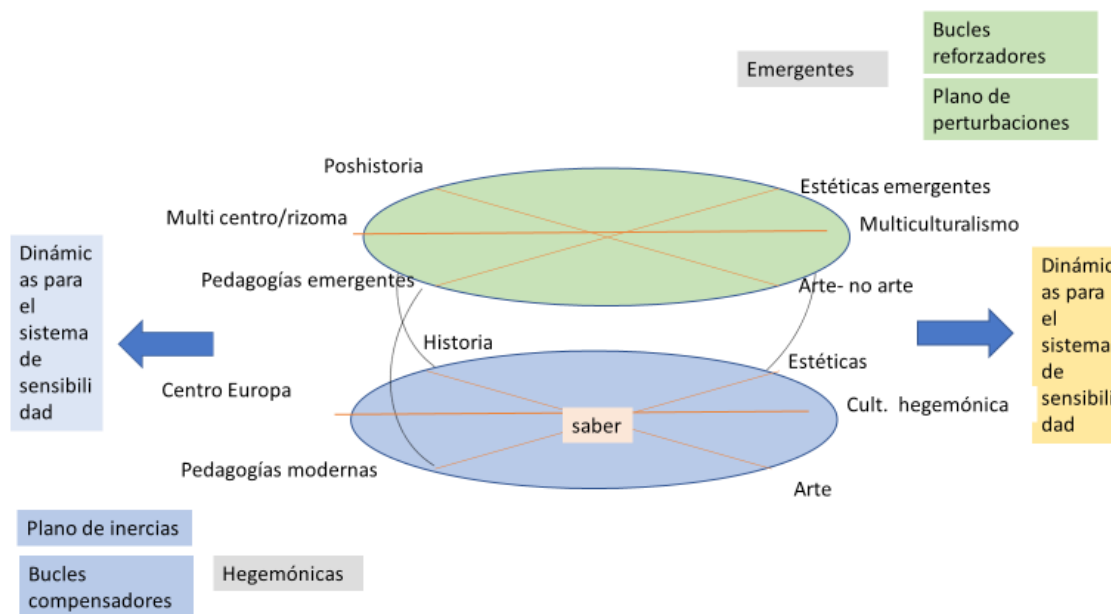 Bucles
reforzadores
Emergentes
Plano de
perturbaciones
Poshistoria
Estéticas emergentes
Multi centro/rizoma
Multiculturalismo
Dinámic
as para
el
sistema
de
sensibili
dad
Pedagogías emergentes
Arte- no arte
Dinámic
as para
el
sistema
de
sensibili
dad
Historia
Estéticas
Centro Europa
Cult. hegemónica
saber
Pedagogías modernas
Arte
Plano de inercias
Bucles
compensadores
Hegemónicas